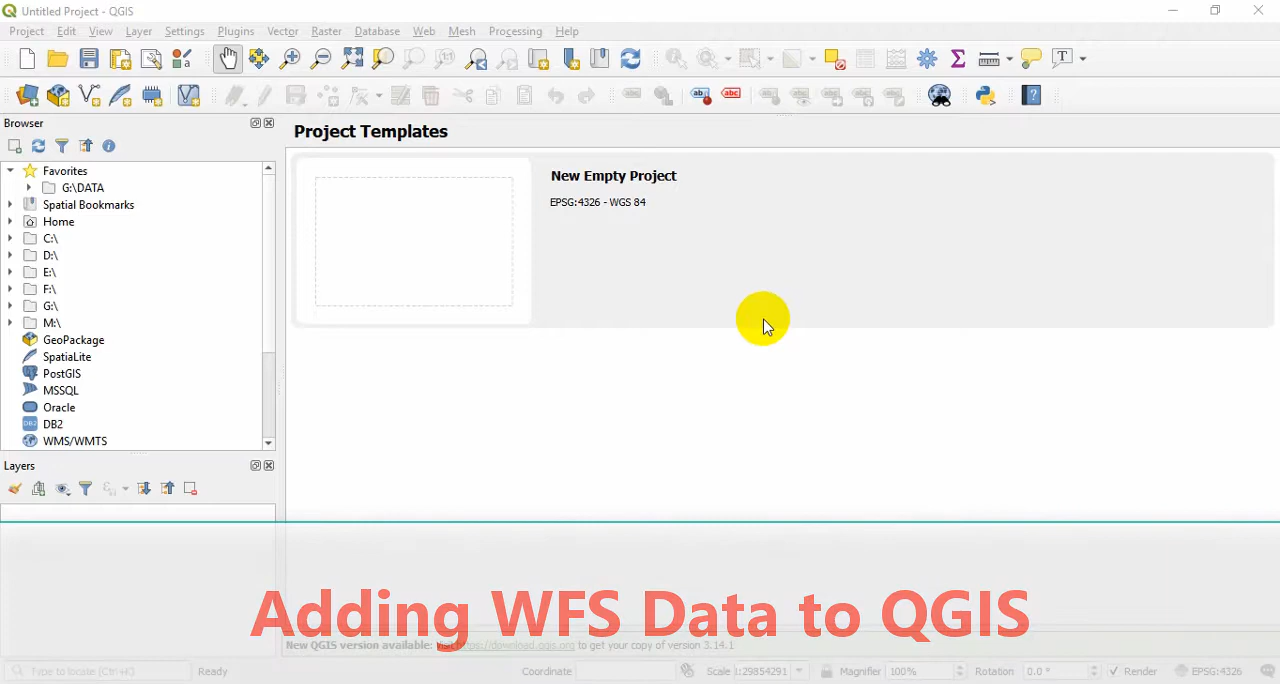 Untitled Project - QGIS
Project Edit View Layer Settings Plugins Vector Raster Database Web Mesh Processing Help
Browser
Project Templates
Favorites
G:\DATA
Spatial Bookmarks
Home
C:\
D:\
E:\
F:\
G:\
M:\
GeoPackage
SpatiaLite
PostGIS
MSSQL
Oracle
DB2
WMS/WMTS
New Empty Project
EPSG:4326 - WGS 84
Layers
Adding WFS Data to QGIS
New QGIS version available: Visit https://download.qgis.org to get your copy of version 3.14.1
Type to locate (Ctrl+K) Ready Coordinate Scale 1:29854291 Magnifier 100% Rotation 0.0 ° Render EPSG:4326